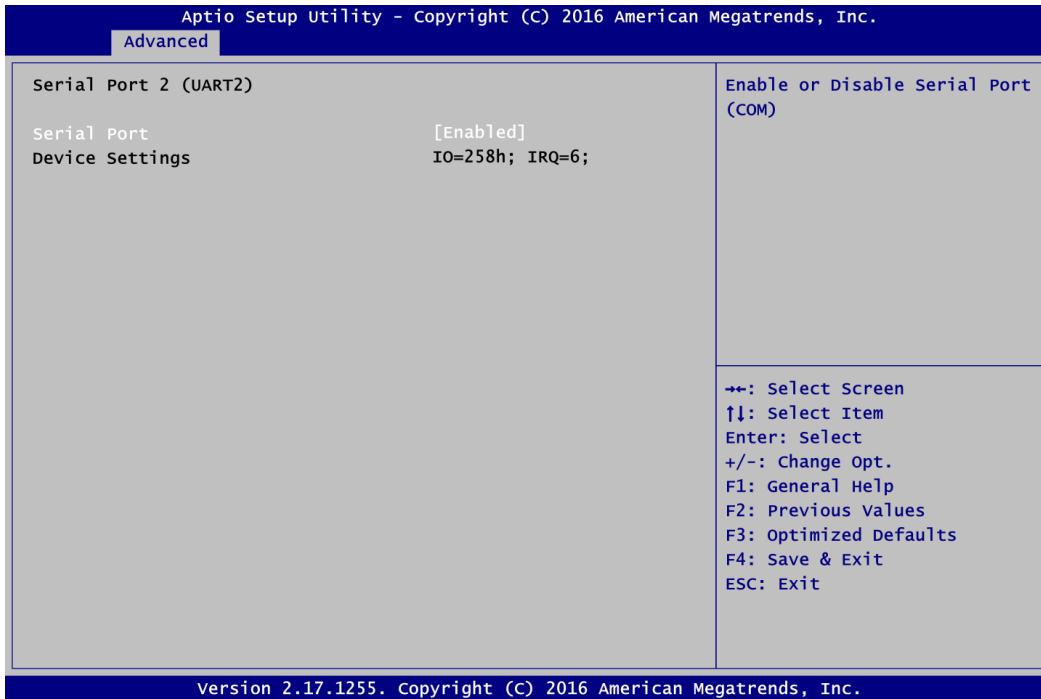 Aptio Setup Utility - Copyright (C) 2016 American Megatrends, Inc.
Advanced
Serial Port 2 (UART2)
Serial Port [Enabled]
Device Settings IO=258h; IRQ=6;
Enable or Disable Serial Port
(COM)
→←: Select Screen
↑↓: Select Item
Enter: Select
+/-: Change Opt.
F1: General Help
F2: Previous Values
F3: Optimized Defaults
F4: Save & Exit
ESC: Exit
Version 2.17.1255. Copyright (C) 2016 American Megatrends, Inc.